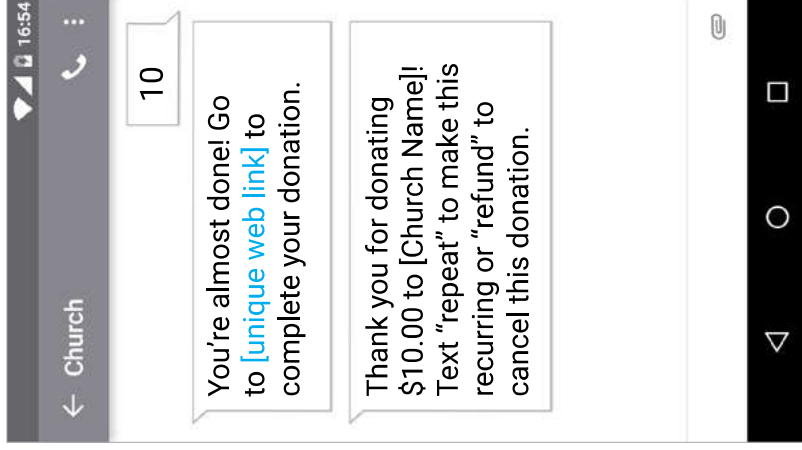 16:54
Church
10
You’re almost done! Go
to [unique web link] to
complete your donation.
Thank you for donating
$10.00 to [Church Name]!
Text “repeat” to make this
recurring or “refund” to
cancel this donation.